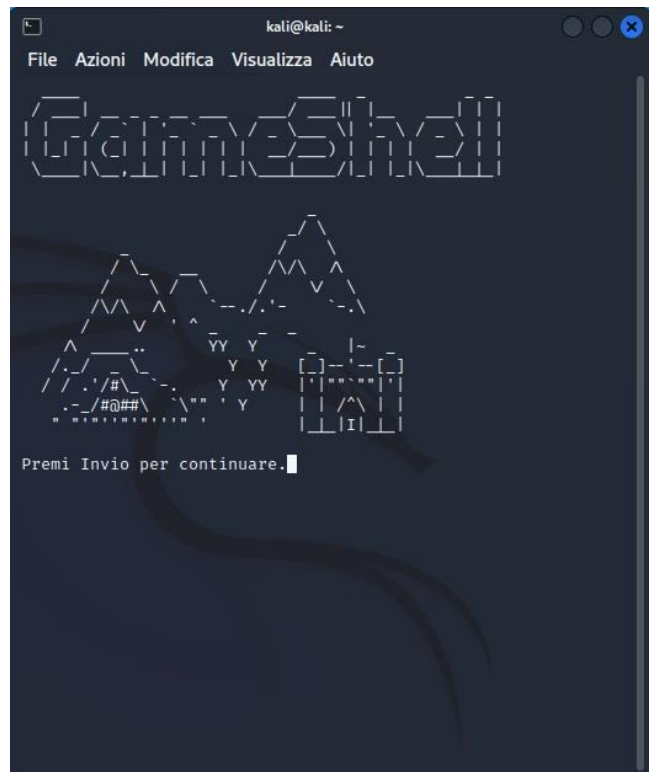 kali@kali: ~
File Azioni Modifica Visualizza Aiuto
GameShell
Premi Invio per continuare.